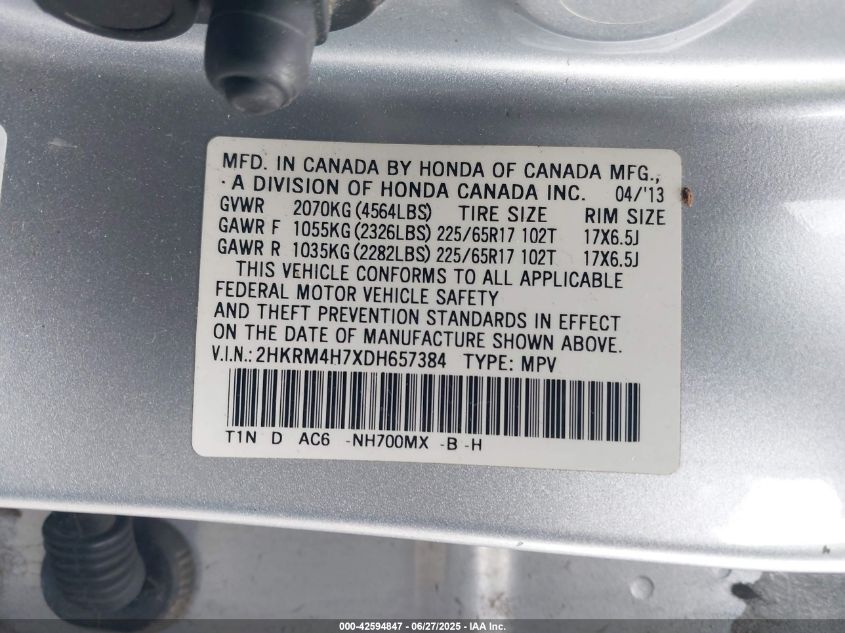 MFD. IN CANADA BY HONDA OF CANADA MFG.,
A DIVISION OF HONDA CANADA INC. 04/'13
GVWR 2070KG (4564LBS) TIRE SIZE RIM SIZE
GAWR F 1055KG (2326LBS) 225/65R17 102T 17X6.5J
GAWR R 1035KG (2282LBS) 225/65R17 102T 17X6.5J
THIS VEHICLE CONFORMS TO ALL APPLICABLE
FEDERAL MOTOR VEHICLE SAFETY
AND THEFT PREVENTION STANDARDS IN EFFECT
ON THE DATE OF MANUFACTURE SHOWN ABOVE.
V.I.N.: 2HKRM4H7XDH657384 TYPE: MPV
T1N D AC6 -NH700MX -B -H
000-42594847 / 06/27/2025 / IAA Inc.